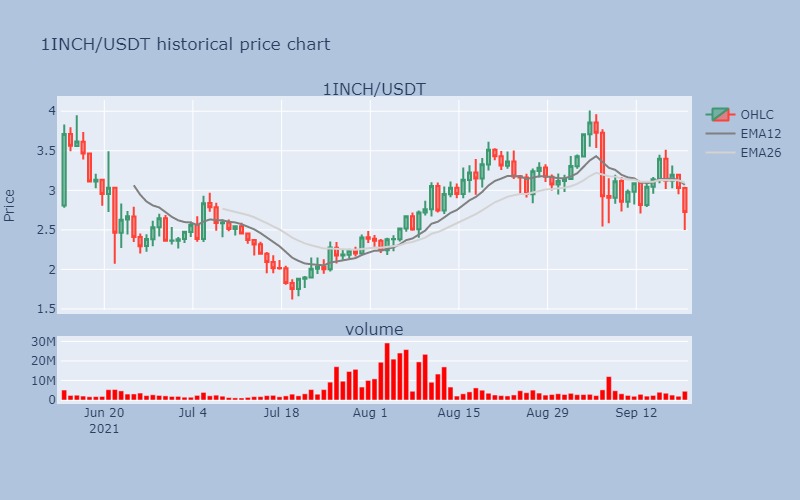 1INCH/USDT historical price chart
1INCH/USDT
OHLC
EMA12
EMA26
Price
4
3.5
3
2.5
2
1.5
volume
30M
20M
10M
0
Jun 20
2021
Jul 4
Jul 18
Aug 1
Aug 15
Aug 29
Sep 12